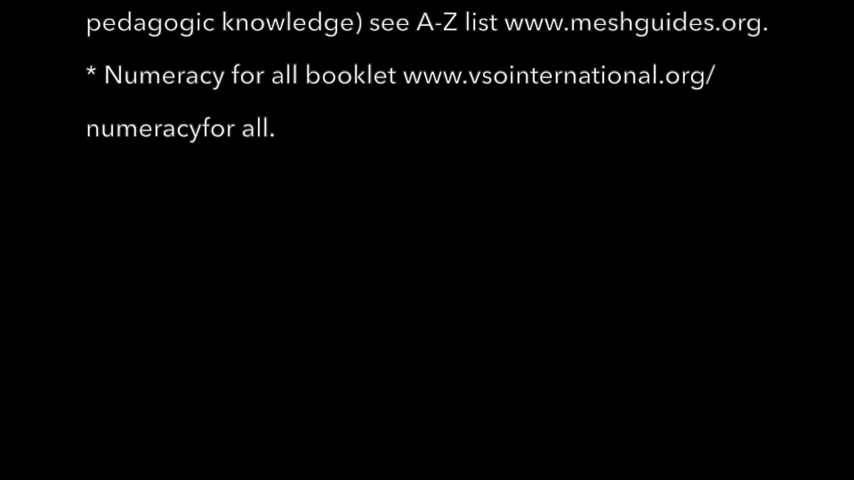 pedagogic knowledge) see A-Z list www.meshguides.org.
* Numeracy for all booklet www.vsointernational.org/
numeracyfor all.